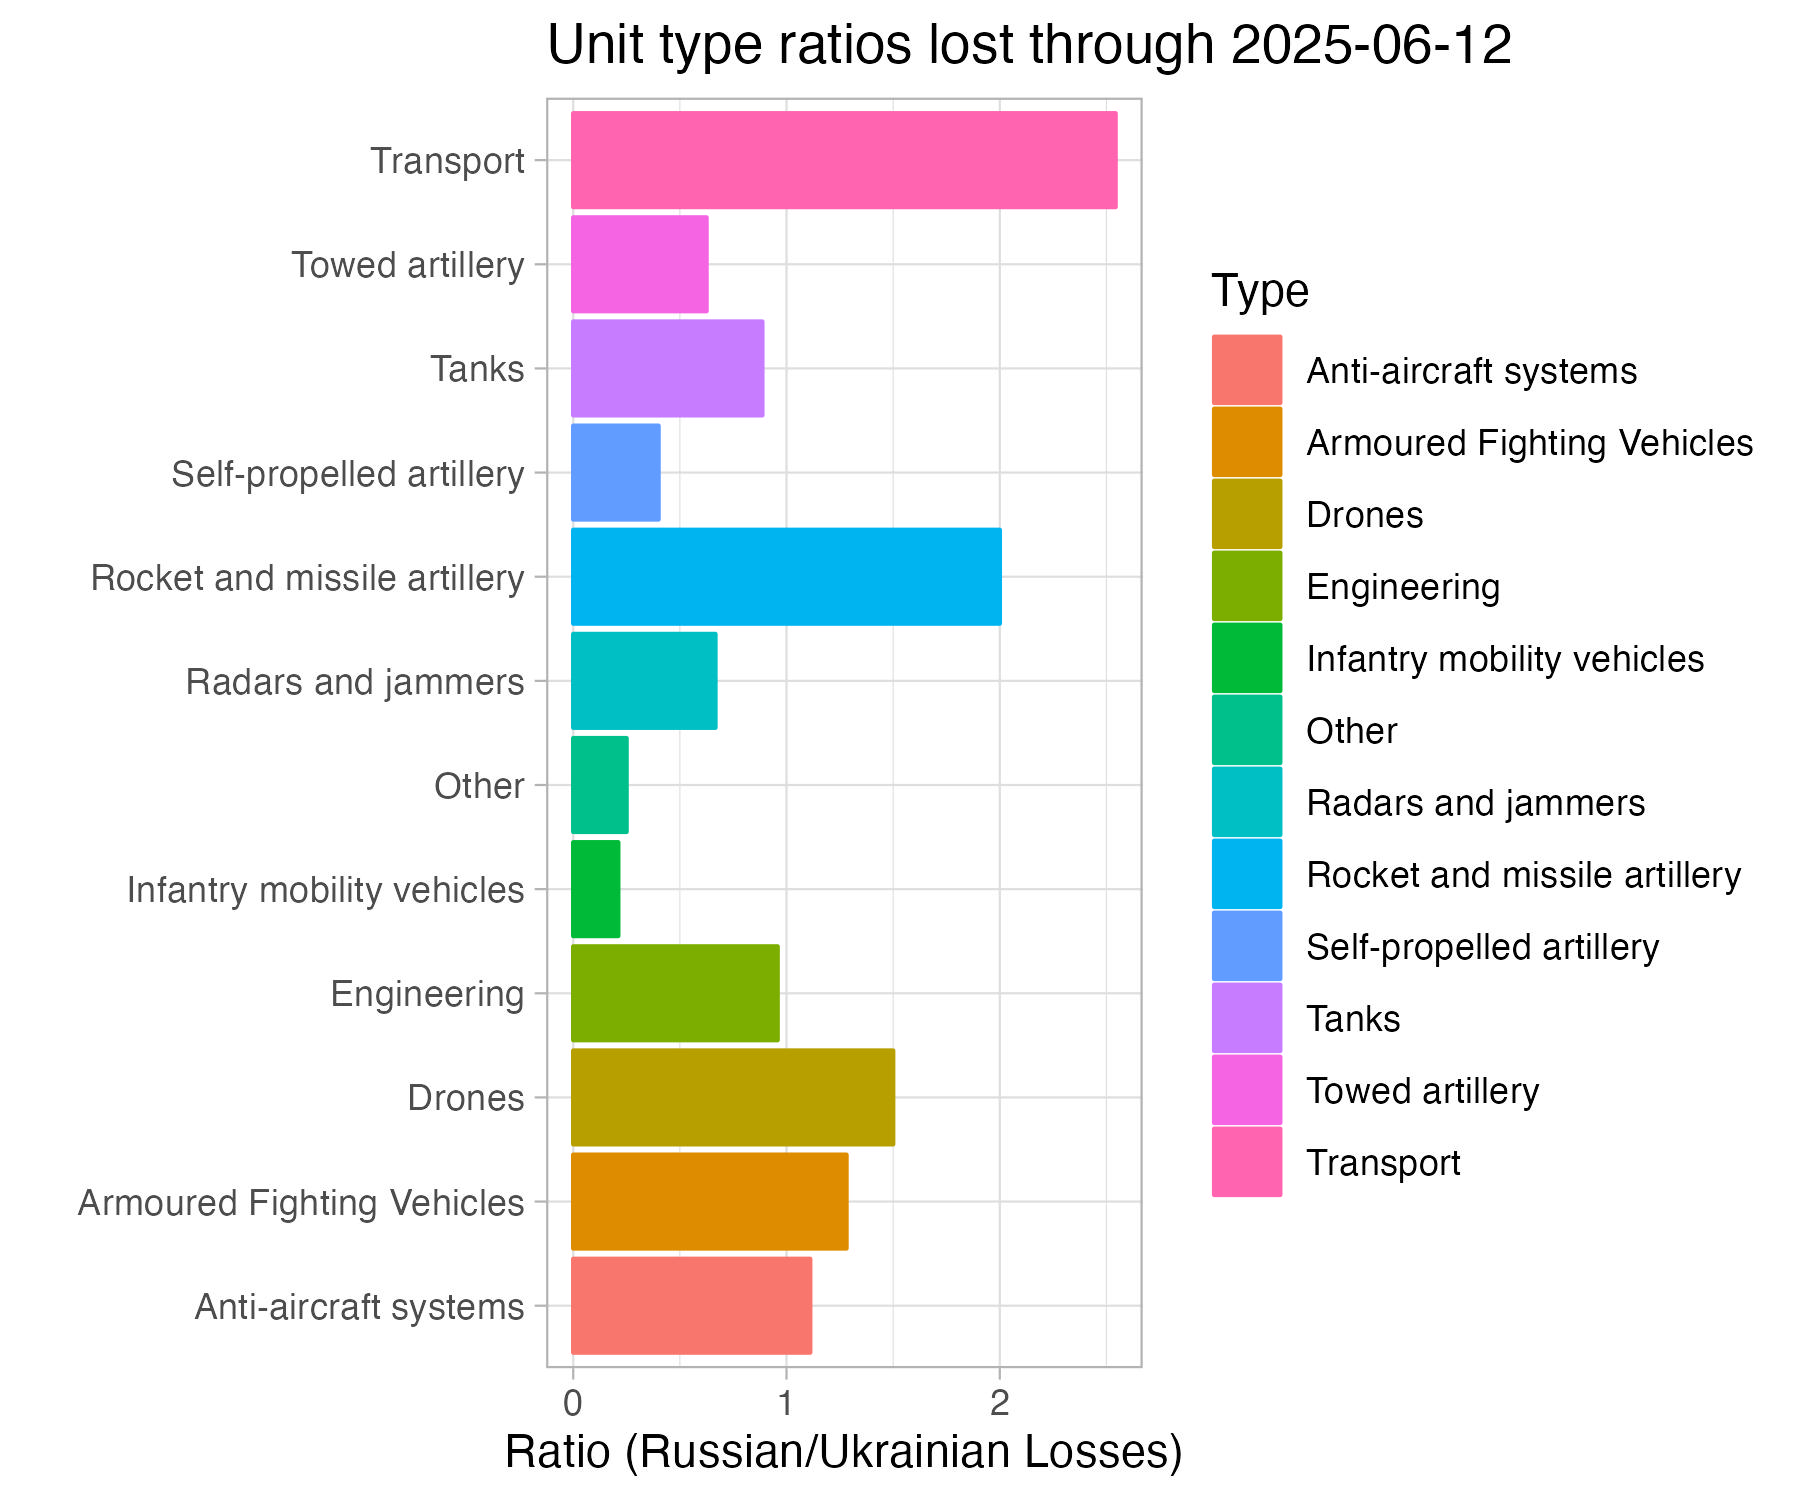 Unit type ratios lost through 2025-06-12
Transport
Towed artillery
Tanks
Self-propelled artillery
Rocket and missile artillery
Radars and jammers
Other
Infantry mobility vehicles
Engineering
Drones
Armoured Fighting Vehicles
Anti-aircraft systems
0 1 2
Ratio (Russian/Ukrainian Losses)
Type
Anti-aircraft systems
Armoured Fighting Vehicles
Drones
Engineering
Infantry mobility vehicles
Other
Radars and jammers
Rocket and missile artillery
Self-propelled artillery
Tanks
Towed artillery
Transport